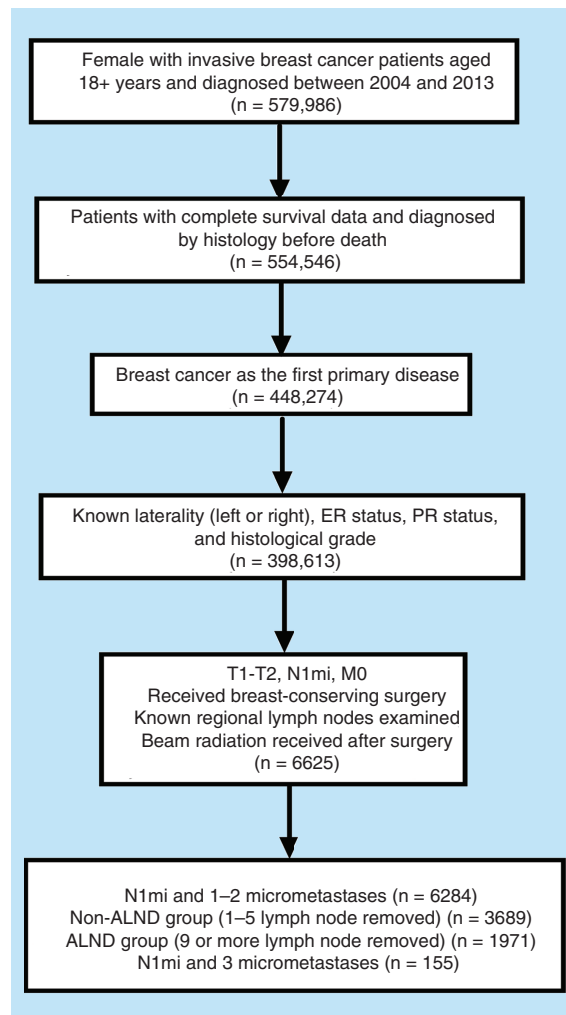 Female with invasive breast cancer patients aged
18+ years and diagnosed between 2004 and 2013
(n = 579,986)
Patients with complete survival data and diagnosed
by histology before death
(n = 554,546)
Breast cancer as the first primary disease
(n = 448,274)
Known laterality (left or right), ER status, PR status,
and histological grade
(n = 398,613)
T1-T2, N1mi, M0
Received breast-conserving surgery
Known regional lymph nodes examined
Beam radiation received after surgery
(n = 6625)
N1mi and 1–2 micrometastases (n = 6284)
Non-ALND group (1–5 lymph node removed) (n = 3689)
ALND group (9 or more lymph node removed) (n = 1971)
N1mi and 3 micrometastases (n = 155)